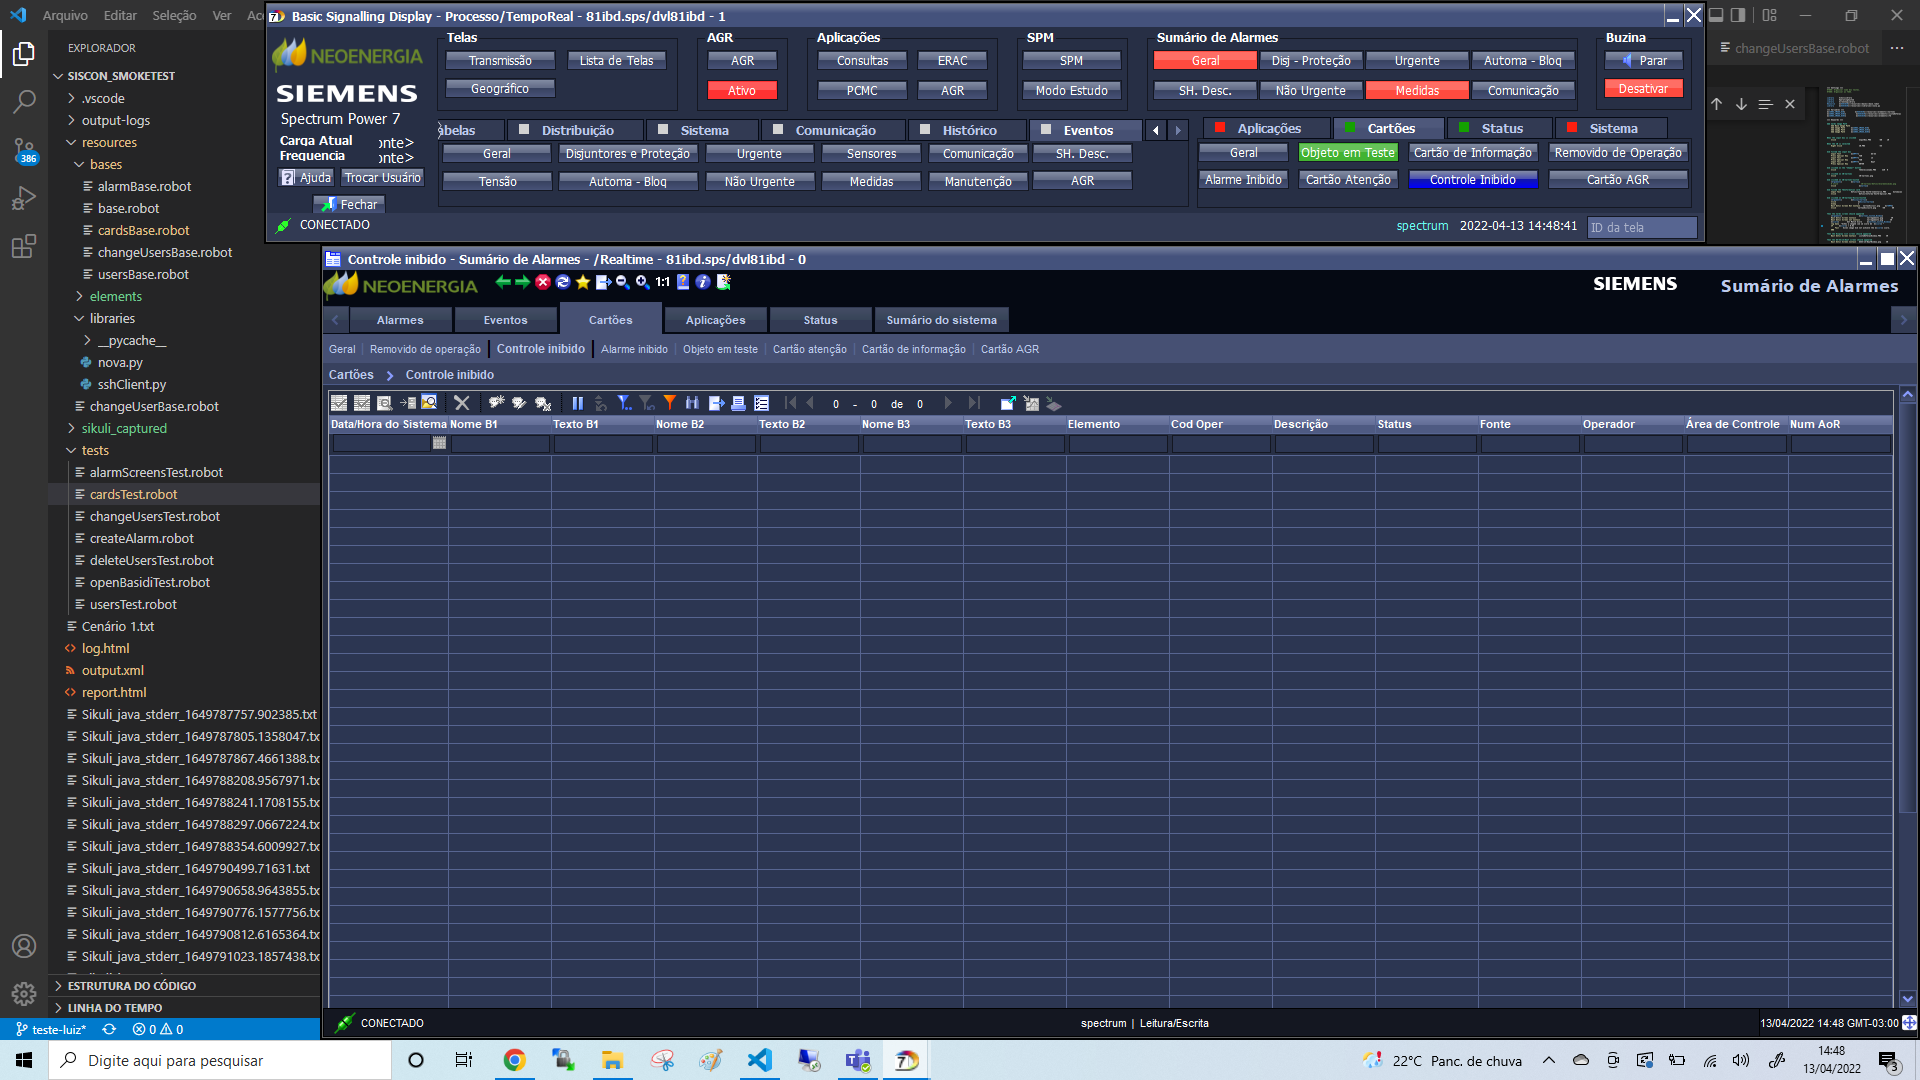 Arquivo Editar Seleção Ver
Basic Signalling Display - Processo/TempoReal - 81ibd.sps/dvl81ibd - 1
changeUsersBase.robot
EXPLORADOR
SISCON_SMOKETEST
.vscode
output-logs
resources
bases
alarmBase.robot
base.robot
cardsBase.robot
changeUsersBase.robot
usersBase.robot
elements
libraries
__pycache__
nova.py
sshClient.py
changeUserBase.robot
sikuli_captured
tests
alarmScreensTest.robot
cardsTest.robot
changeUsersTest.robot
createAlarm.robot
deleteUsersTest.robot
openBasidiTest.robot
usersTest.robot
Cenário 1.txt
log.html
output.xml
report.html
Sikuli_java_stderr_1649787757.902385.txt
Sikuli_java_stderr_1649787805.1358047.tx
Sikuli_java_stderr_1649787867.4661388.tx
Sikuli_java_stderr_1649788208.9567971.tx
Sikuli_java_stderr_1649788241.1708155.tx
Sikuli_java_stderr_1649788297.0667224.tx
Sikuli_java_stderr_1649788354.6009927.tx
Sikuli_java_stderr_1649790499.71631.txt
Sikuli_java_stderr_1649790658.9643855.tx
Sikuli_java_stderr_1649790776.1577756.tx
Sikuli_java_stderr_1649790812.6165364.tx
Sikuli_java_stderr_1649791023.1857438.tx
ESTRUTURA DO CÓDIGO
LINHA DO TEMPO
386
teste-luiz* 0 0
NEOENERGIA
SIEMENS
Spectrum Power 7
Carga Atual onte>
Frequencia onte>
? Ajuda Trocar Usuário
Fechar
CONECTADO
Telas
Transmissão Lista de Telas
Geográfico
AGR
AGR
Ativo
Aplicações
Consultas ERAC
PCMC AGR
SPM
SPM
Modo Estudo
Sumário de Alarmes
Geral Disj - Proteção Urgente Automa - Bloq
SH. Desc. Não Urgente Medidas Comunicação
Buzina
Parar
Desativar
abelas Distribuição Sistema Comunicação Histórico Eventos
Geral Disjuntores e Proteção Urgente Sensores Comunicação SH. Desc.
Tensão Automa - Bloq Não Urgente Medidas Manutenção AGR
Aplicações Cartões Status Sistema
Geral Objeto em Teste Cartão de Informação Removido de Operação
Alarme Inibido Cartão Atenção Controle Inibido Cartão AGR
spectrum 2022-04-13 14:48:41 ID da tela
Controle inibido - Sumário de Alarmes - /Realtime - 81ibd.sps/dvl81ibd - 0
NEOENERGIA 1:1 SIEMENS Sumário de Alarmes
Alarmes Eventos Cartões Aplicações Status Sumário do sistema
Geral Removido de operação Controle inibido Alarme inibido Objeto em teste Cartão atenção Cartão de informação Cartão AGR
Cartões > Controle inibido
0 - 0 de 0
Data/Hora do Sistema Nome B1 Texto B1 Nome B2 Texto B2 Nome B3 Texto B3 Elemento Cod Oper Descrição Status Fonte Operador Área de Controle Num AoR
CONECTADO spectrum | Leitura/Escrita 13/04/2022 14:48 GMT-03:00
Digite aqui para pesquisar
22°C Panc. de chuva
14:48
13/04/2022
3